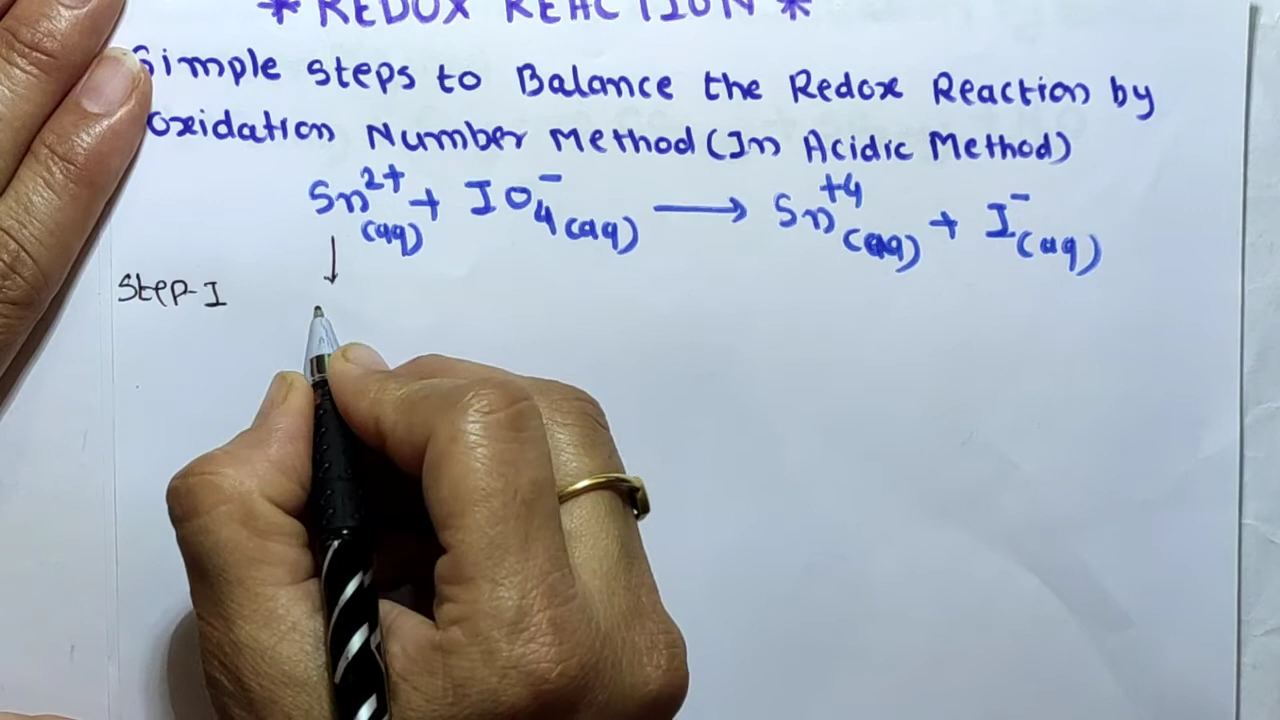 * REDOX REACTION *
Simple steps to Balance the Redox Reaction by
oxidation Number Method (In Acidic Method)
Sn²⁺(aq) + IO₄⁻(aq) ⟶ Sn⁺⁴(aq) + I⁻(aq)
Step-I